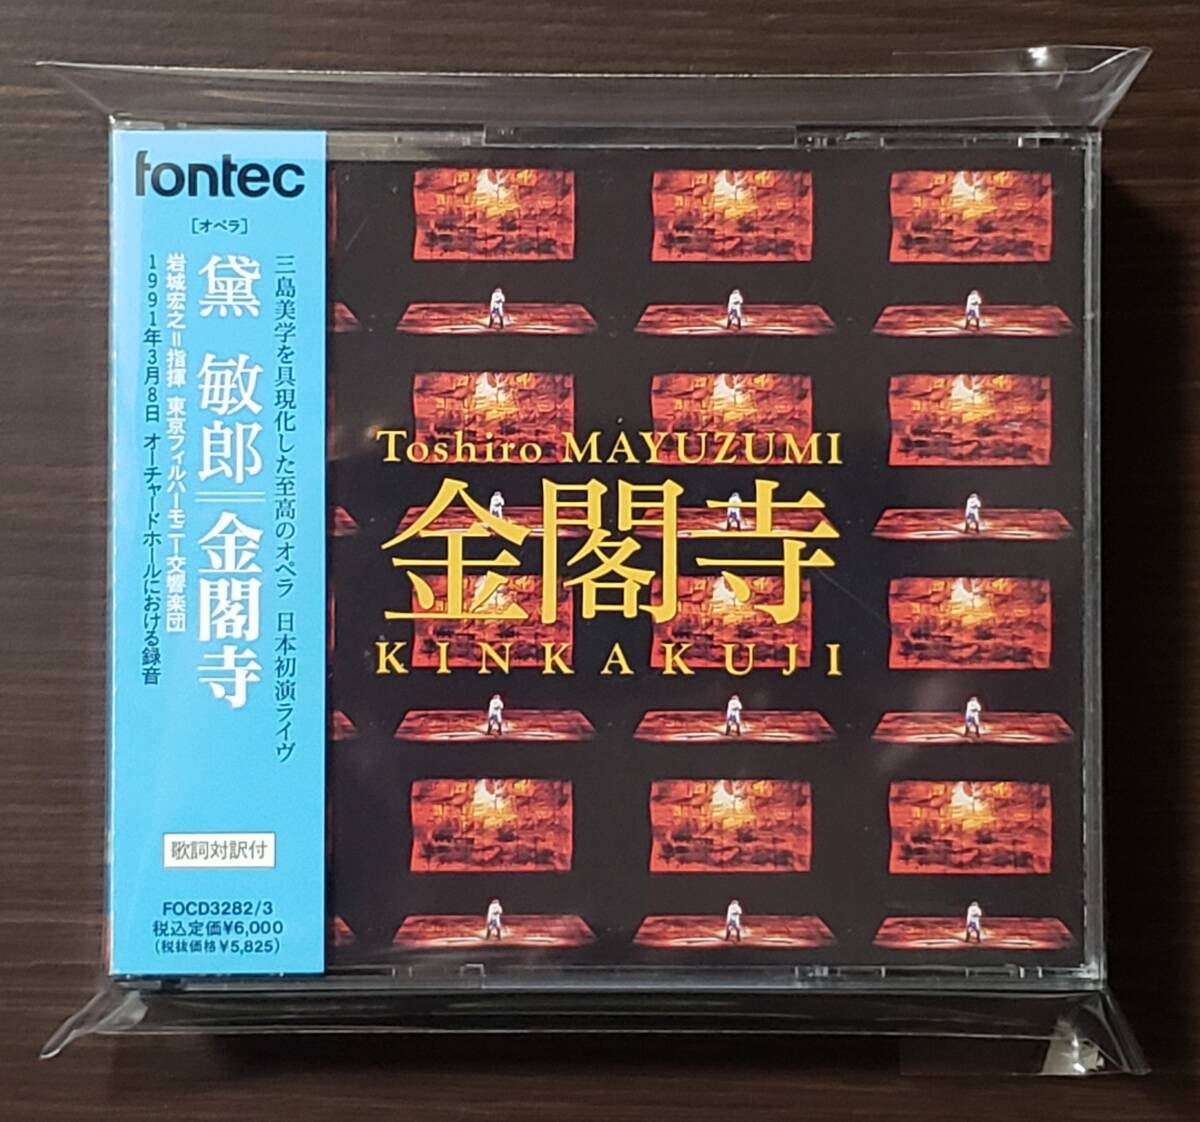 fontec
[オペラ]
三島美学を具現化した至高のオペラ 日本初演ライヴ
黛 敏郎||金閣寺
岩城宏之=指揮 東京フィルハーモニー交響楽団
1991年3月8日 オーチャードホールにおける録音
歌詞対訳付
FOCD3282/3
税込定価¥6,000
(税抜価格¥5,825)
Toshiro MAYUZUMI
金閣寺
KINKAKUJI